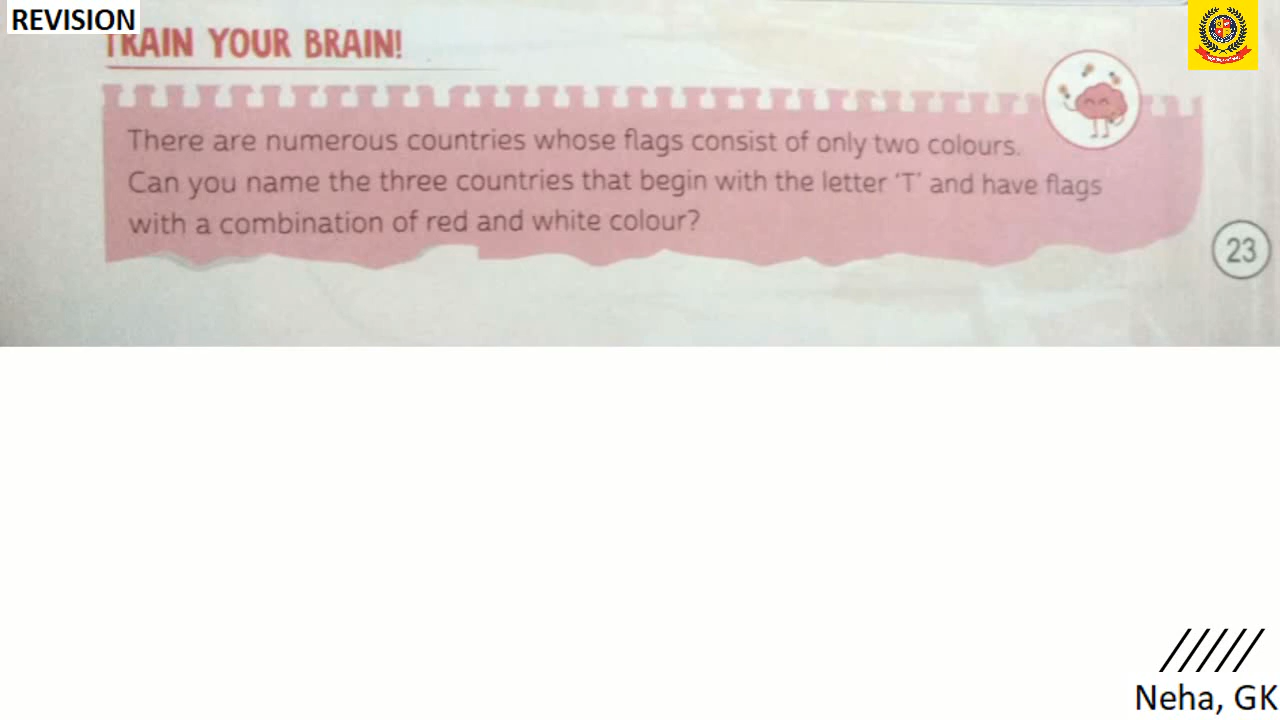 REVISION
TRAIN YOUR BRAIN!
There are numerous countries whose flags consist of only two colours.
Can you name the three countries that begin with the letter 'T' and have flags
with a combination of red and white colour?
23
Neha, GK